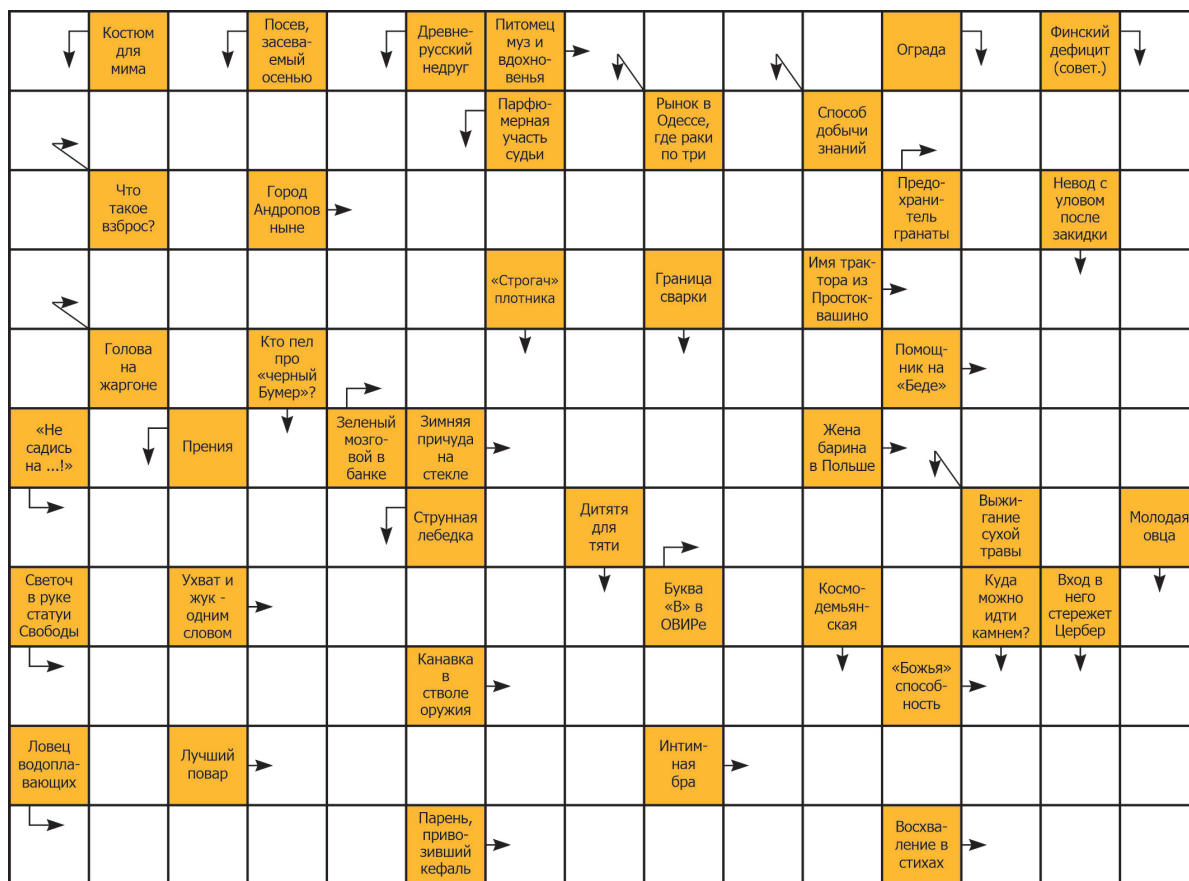 Костюм
для
мима
Посев,
засева-
емый
осенью
Древне-
русский
недруг
Питомец
муз и
вдохно-
венья
Ограда
Финский
дефицит
(совет.)
Парфю-
мерная
участь
судьи
Рынок в
Одессе,
где раки
по три
Способ
добычи
знаний
Что
такое
взброс?
Город
Андропов
ныне
Предо-
храни-
тель
гранаты
Невод с
уловом
после
закидки
«Строгач»
плотника
Граница
сварки
Имя трак-
тора из
Просток-
вашино
Голова
на
жаргоне
Кто пел
про
«черный
Бумер»?
Помощ-
ник на
«Беде»
«Не
садись
на ...!»
Прения
Зеленый
мозго-
вой в
банке
Зимняя
причуда
на
стекле
Жена
барина
в Польше
Струнная
лебедка
Дитятя
для
тяти
Выжи-
гание
сухой
травы
Молодая
овца
Светоч
в руке
статуи
Свободы
Ухват и
жук -
одним
словом
Буква
«В» в
ОВИРе
Космо-
демьян-
ская
Куда
можно
идти
камнем?
Вход в
него
стережет
Цербер
Канавка
в
стволе
оружия
«Божья»
способ-
ность
Ловец
водопла-
вающих
Лучший
повар
Интим-
ная
бра
Парень,
приво-
зивший
кефаль
Восхва-
ление в
стихах